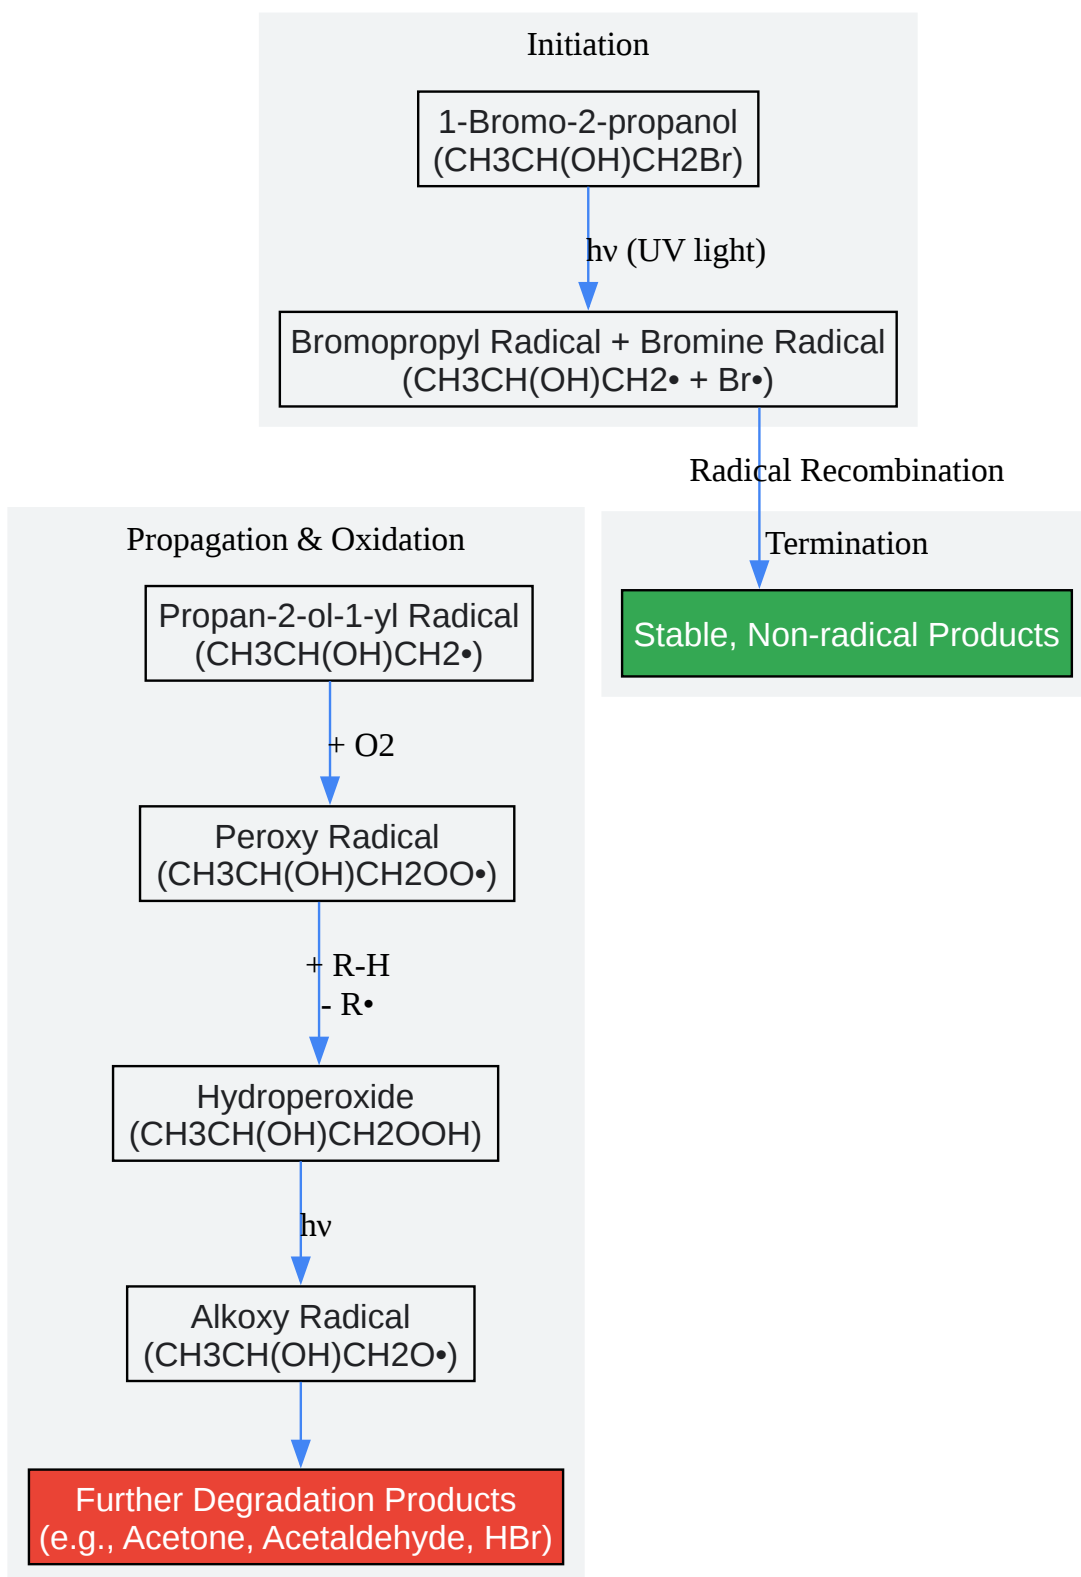 Initiation
1-Bromo-2-propanol
(CH3CH(OH)CH2Br)
hν (UV light)
Bromopropyl Radical + Bromine Radical
(CH3CH(OH)CH2• + Br•)
Radical Recombination
Termination
Stable, Non-radical Products
Propagation & Oxidation
Propan-2-ol-1-yl Radical
(CH3CH(OH)CH2•)
+ O2
Peroxy Radical
(CH3CH(OH)CH2OO•)
+ R-H
- R•
Hydroperoxide
(CH3CH(OH)CH2OOH)
hν
Alkoxy Radical
(CH3CH(OH)CH2O•)
Further Degradation Products
(e.g., Acetone, Acetaldehyde, HBr)